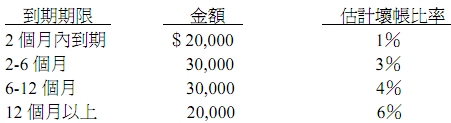 到期期限 金額 估計壞帳比率
2 個月內到期 $ 20,000 1%
2-6 個月 30,000 3%
6-12 個月 30,000 4%
12 個月以上 20,000 6%